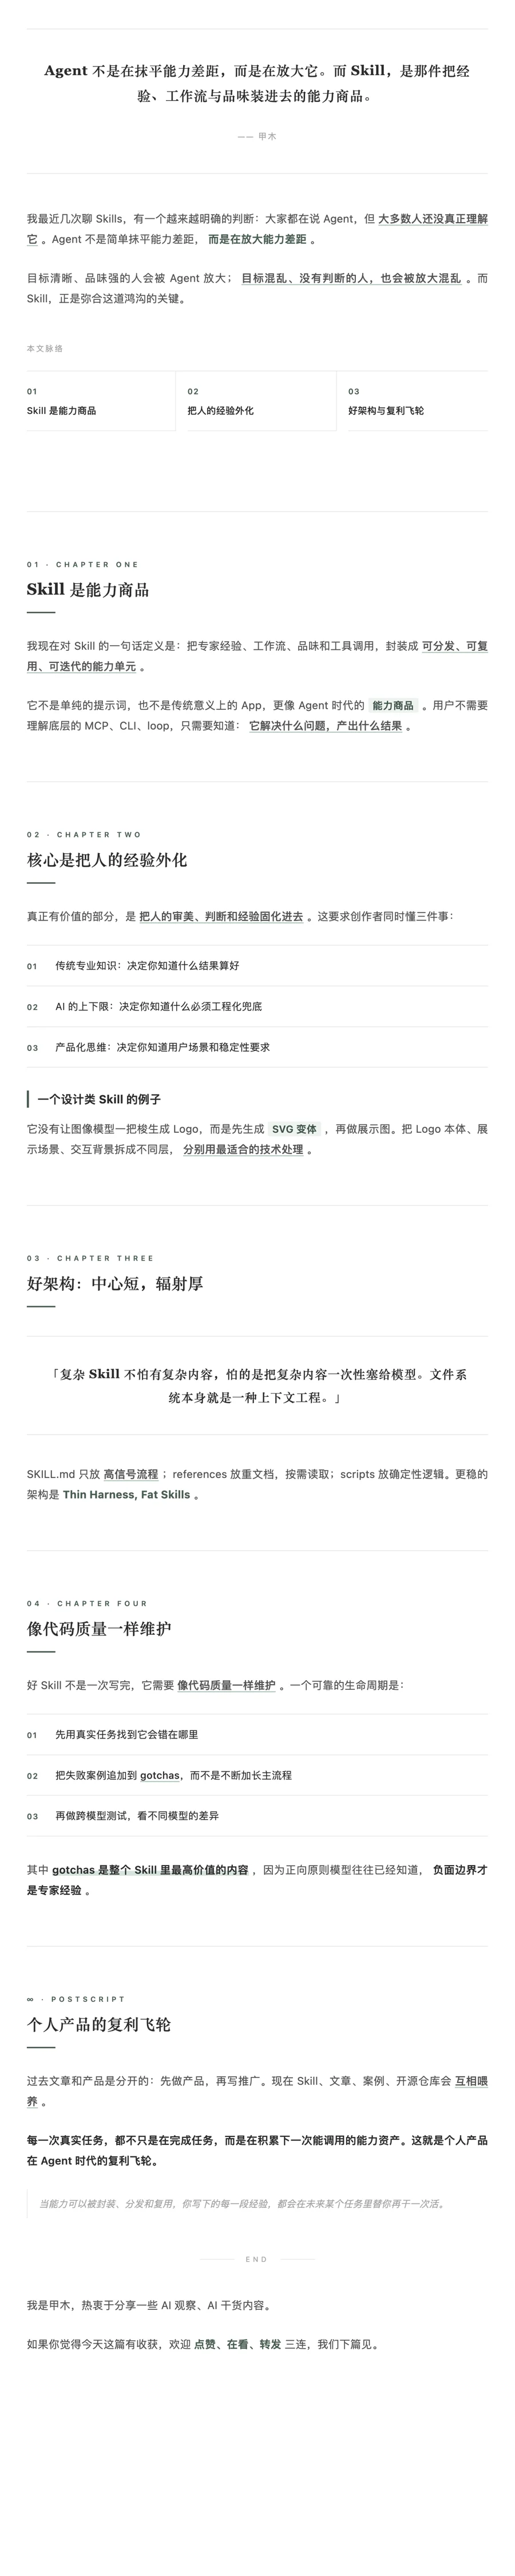 Agent 不是在抹平能力差距，而是在放大它。而 Skill，是那件把经
验、工作流与品味装进去的能力商品。
—— 甲木
我最近几次聊 Skills，有一个越来越明确的判断：大家都在说 Agent，但 大多数人还没真正理解
它 。Agent 不是简单抹平能力差距， 而是在放大能力差距 。
目标清晰、品味强的人会被 Agent 放大； 目标混乱、没有判断的人，也会被放大混乱 。而
Skill，正是弥合这道鸿沟的关键。
本文脉络
01
Skill 是能力商品
02
把人的经验外化
03
好架构与复利飞轮
01 · CHAPTER ONE
Skill 是能力商品
我现在对 Skill 的一句话定义是：把专家经验、工作流、品味和工具调用，封装成 可分发、可复
用、可迭代的能力单元 。
它不是单纯的提示词，也不是传统意义上的 App，更像 Agent 时代的 能力商品 。用户不需要
理解底层的 MCP、CLI、loop，只需要知道： 它解决什么问题，产出什么结果 。
02 · CHAPTER TWO
核心是把人的经验外化
真正有价值的部分，是 把人的审美、判断和经验固化进去 。这要求创作者同时懂三件事：
01 传统专业知识：决定你知道什么结果算好
02 AI 的上下限：决定你知道什么必须工程化兜底
03 产品化思维：决定你知道用户场景和稳定性要求
一个设计类 Skill 的例子
它没有让图像模型一把梭生成 Logo，而是先生成 SVG 变体 ，再做展示图。把 Logo 本体、展
示场景、交互背景拆成不同层， 分别用最适合的技术处理 。
03 · CHAPTER THREE
好架构：中心短，辐射厚
「复杂 Skill 不怕有复杂内容，怕的是把复杂内容一次性塞给模型。文件系
统本身就是一种上下文工程。」
SKILL.md 只放 高信号流程 ；references 放重文档，按需读取；scripts 放确定性逻辑。更稳的
架构是 Thin Harness, Fat Skills 。
04 · CHAPTER FOUR
像代码质量一样维护
好 Skill 不是一次写完，它需要 像代码质量一样维护 。一个可靠的生命周期是：
01 先用真实任务找到它会错在哪里
02 把失败案例追加到 gotchas，而不是不断加长主流程
03 再做跨模型测试，看不同模型的差异
其中 gotchas 是整个 Skill 里最高价值的内容 ，因为正向原则模型往往已经知道， 负面边界才
是专家经验 。
∞ · POSTSCRIPT
个人产品的复利飞轮
过去文章和产品是分开的：先做产品，再写推广。现在 Skill、文章、案例、开源仓库会 互相喂
养 。
每一次真实任务，都不只是在完成任务，而是在积累下一次能调用的能力资产。这就是个人产品
在 Agent 时代的复利飞轮。
当能力可以被封装、分发和复用，你写下的每一段经验，都会在未来某个任务里替你再干一次活。
END
我是甲木，热衷于分享一些 AI 观察、AI 干货内容。
如果你觉得今天这篇有收获，欢迎 点赞、在看、转发 三连，我们下篇见。